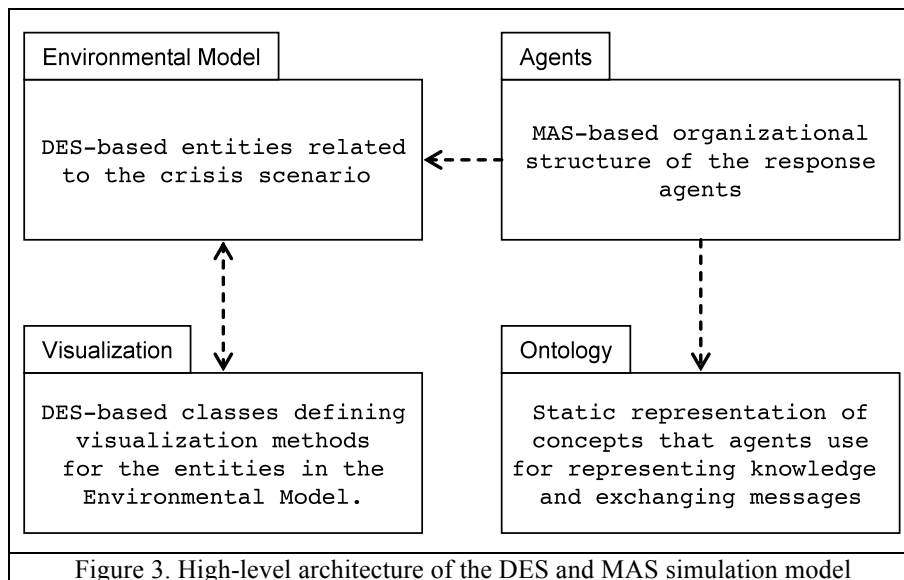 Environmental Model
DES-based entities related
to the crisis scenario
Agents
MAS-based organizational
structure of the response
agents
Visualization
DES-based classes defining
visualization methods
for the entities in the
Environmental Model.
Ontology
Static representation of
concepts that agents use
for representing knowledge
and exchanging messages
Figure 3. High-level architecture of the DES and MAS simulation model